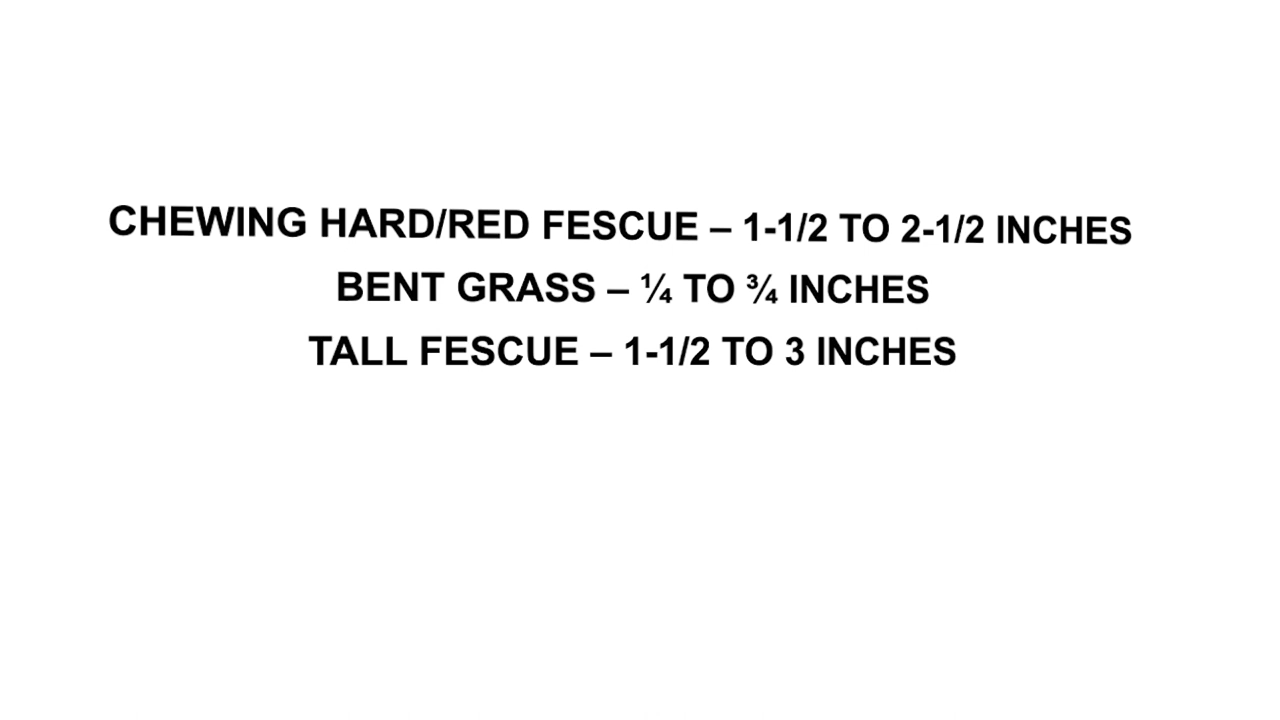 CHEWING HARD/RED FESCUE – 1-1/2 TO 2-1/2 INCHES
BENT GRASS – ¼ TO ¾ INCHES
TALL FESCUE – 1-1/2 TO 3 INCHES